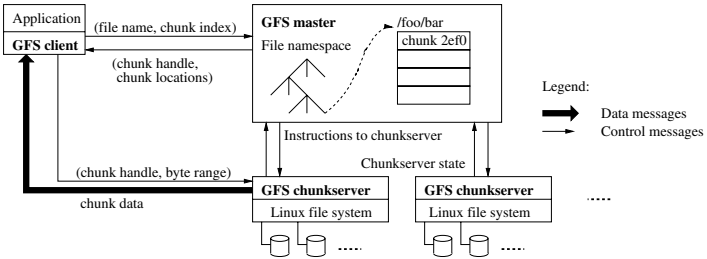 Application
GFS client
(file name, chunk index)
(chunk handle,
chunk locations)
GFS master
File namespace
/foo/bar
chunk 2ef0
Legend:
Data messages
Control messages
Instructions to chunkserver
Chunkserver state
(chunk handle, byte range)
chunk data
GFS chunkserver
Linux file system
GFS chunkserver
Linux file system